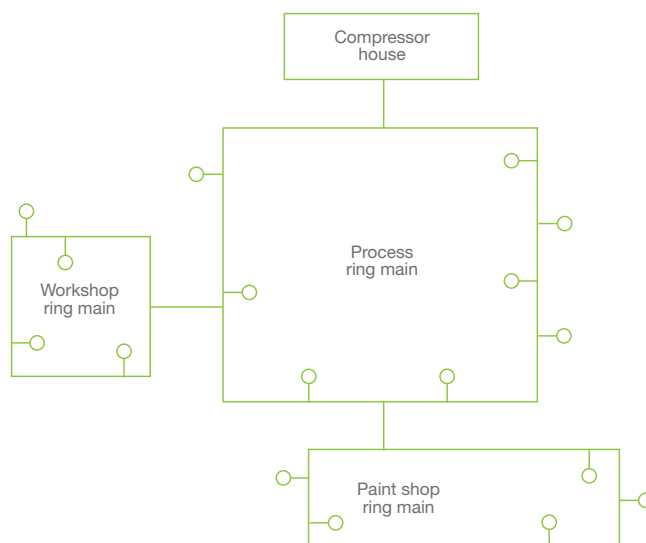 Compressor
house
Process
ring main
Workshop
ring main
Paint shop
ring main